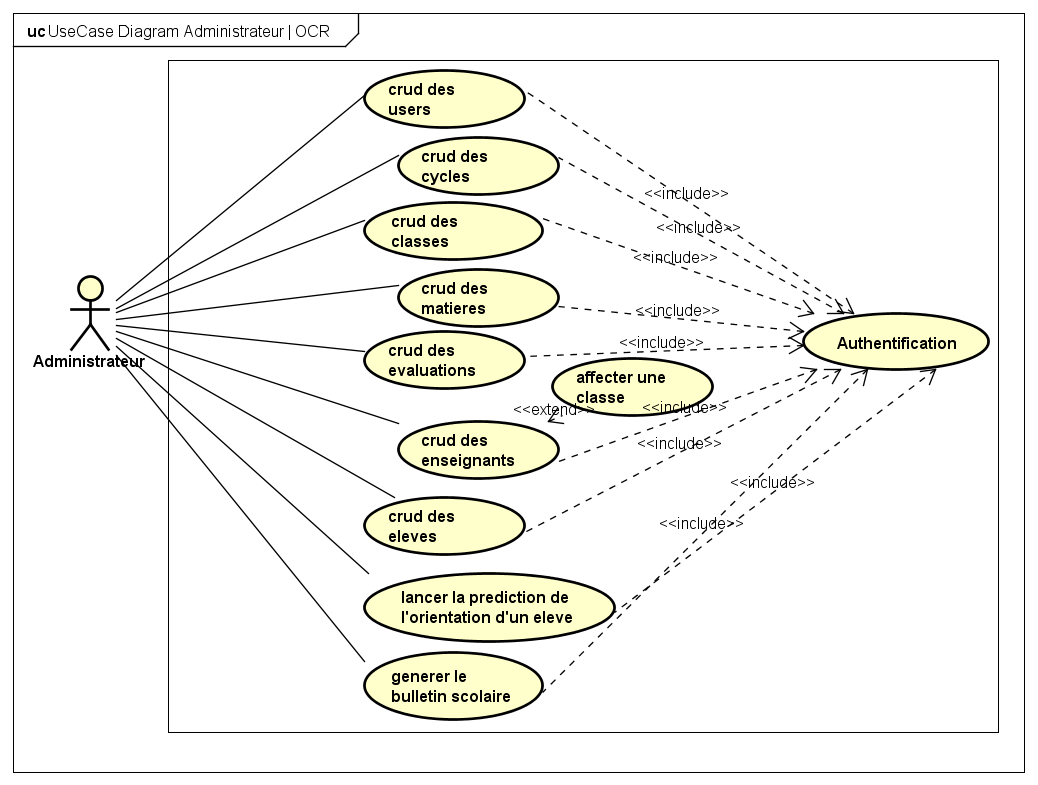 uc UseCase Diagram Administrateur | OCR
crud des
users
crud des
cycles
<<include>>
crud des
classes
<<include>>
<<include>>
crud des
matieres
<<include>>
Authentification
<<include>>
crud des
evaluations
Administrateur
affecter une
classe
<<extend>>
<<include>>
crud des
enseignants
<<include>>
<<include>>
crud des
eleves
<<include>>
lancer la prediction de
l'orientation d'un eleve
generer le
bulletin scolaire